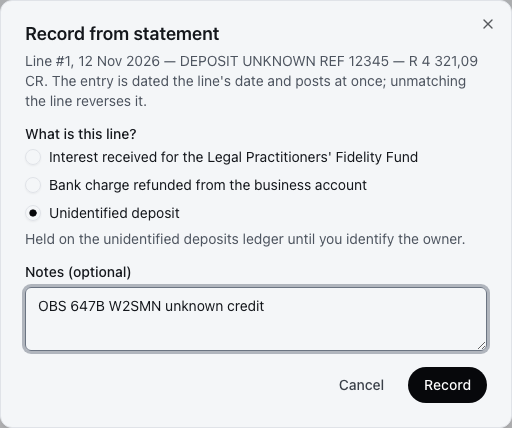 Record from statement
Line #1, 12 Nov 2026 — DEPOSIT UNKNOWN REF 12345 — R 4 321,09
CR. The entry is dated the line's date and posts at once; unmatching
the line reverses it.
What is this line?
Interest received for the Legal Practitioners' Fidelity Fund
Bank charge refunded from the business account
Unidentified deposit
Held on the unidentified deposits ledger until you identify the owner.
Notes (optional)
OBS 647B W2SMN unknown credit
Cancel
Record